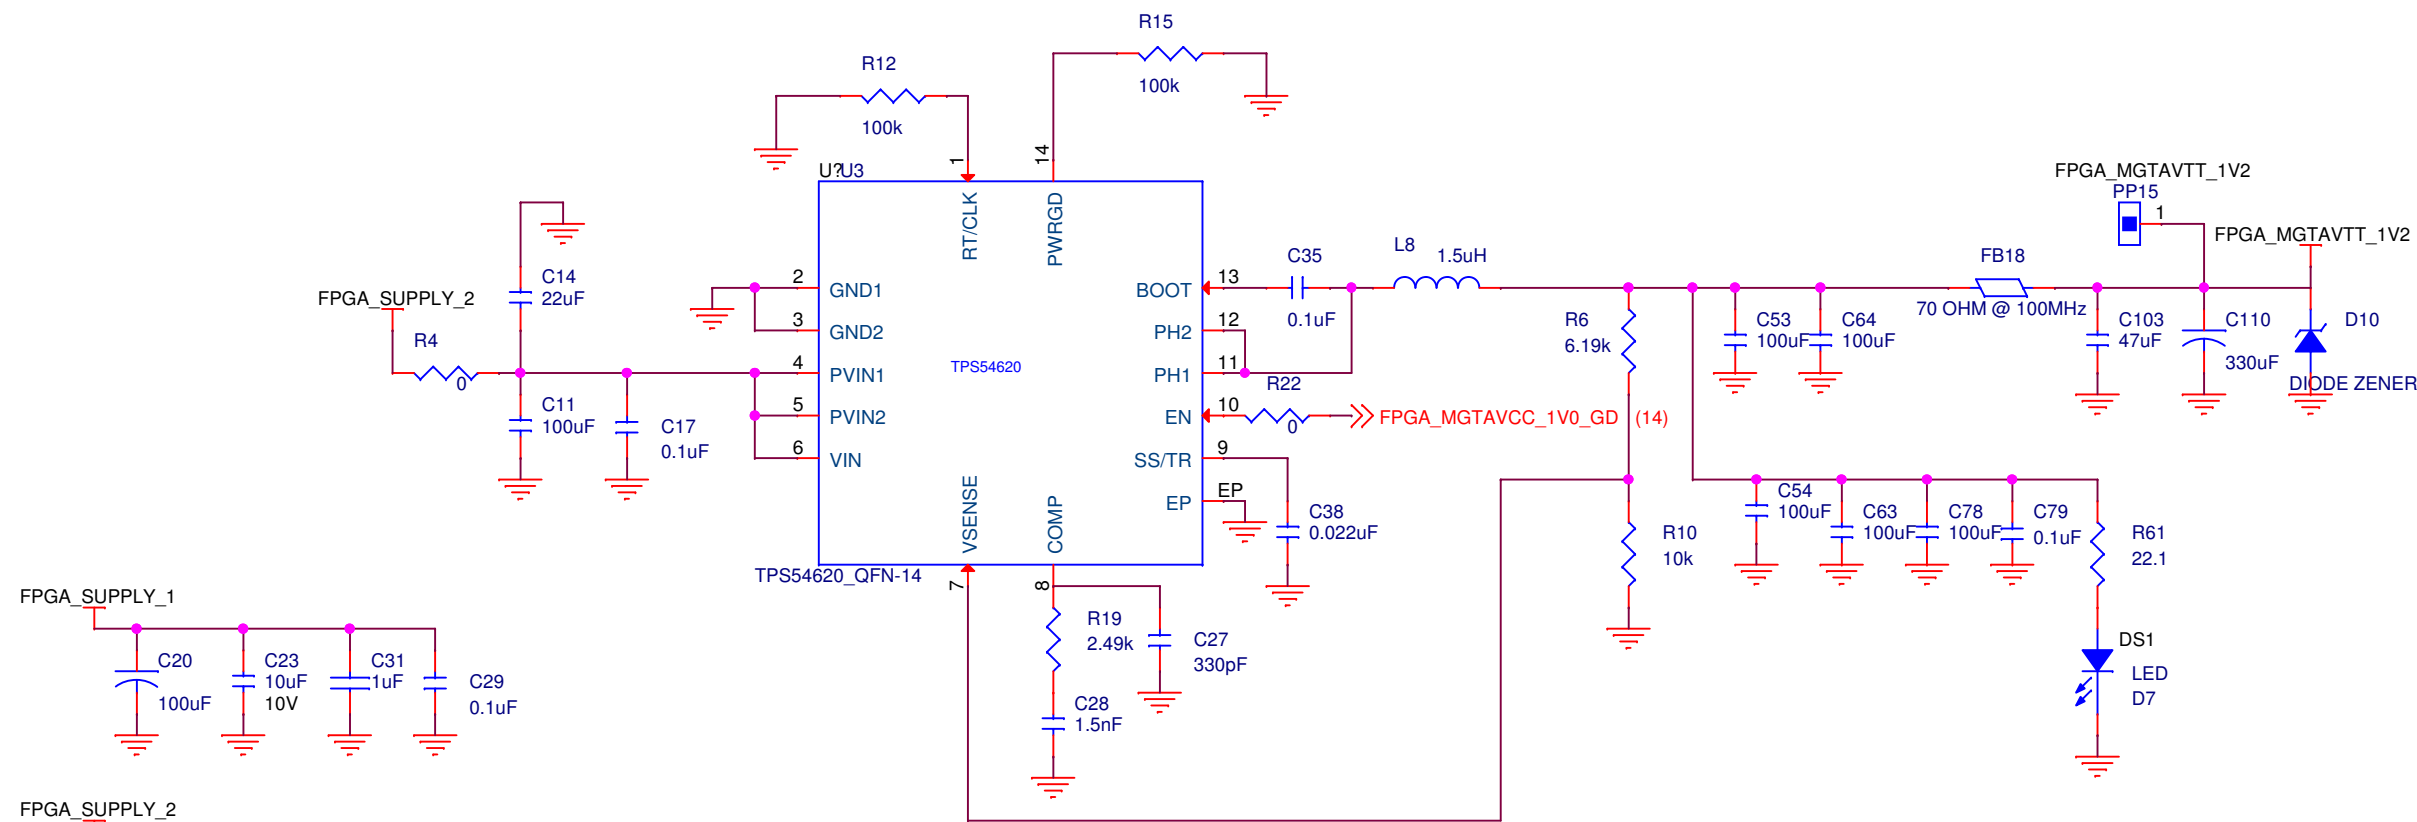 R15
100k
R12
100k
1
14
U?U3
RT/CLK
PWRGD
FPGA_MGTAVTT_1V2
PP15
1
FPGA_MGTAVTT_1V2
C14
22uF
FPGA_SUPPLY_2
R4
0
C11
100uF
C17
0.1uF
2
GND1
3
GND2
4
PVIN1
5
PVIN2
6
VIN
TPS54620
BOOT
13
PH2
12
PH1
11
EN
10
SS/TR
9
EP
EP
VSENSE
COMP
TPS54620_QFN-14
7
8
C35
0.1uF
L8
1.5uH
R22
0
FPGA_MGTAVCC_1V0_GD (14)
C38
0.022uF
R6
6.19k
R10
10k
C53
100uF
C64
100uF
FB18
70 OHM @ 100MHz
C103
47uF
C110
330uF
D10
DIODE ZENER
C54
100uF
C63
100uF
C78
100uF
C79
0.1uF
R61
22.1
DS1
LED
D7
R19
2.49k
C27
330pF
C28
1.5nF
FPGA_SUPPLY_1
C20
100uF
C23
10uF
10V
C31
1uF
C29
0.1uF
FPGA_SUPPLY_2